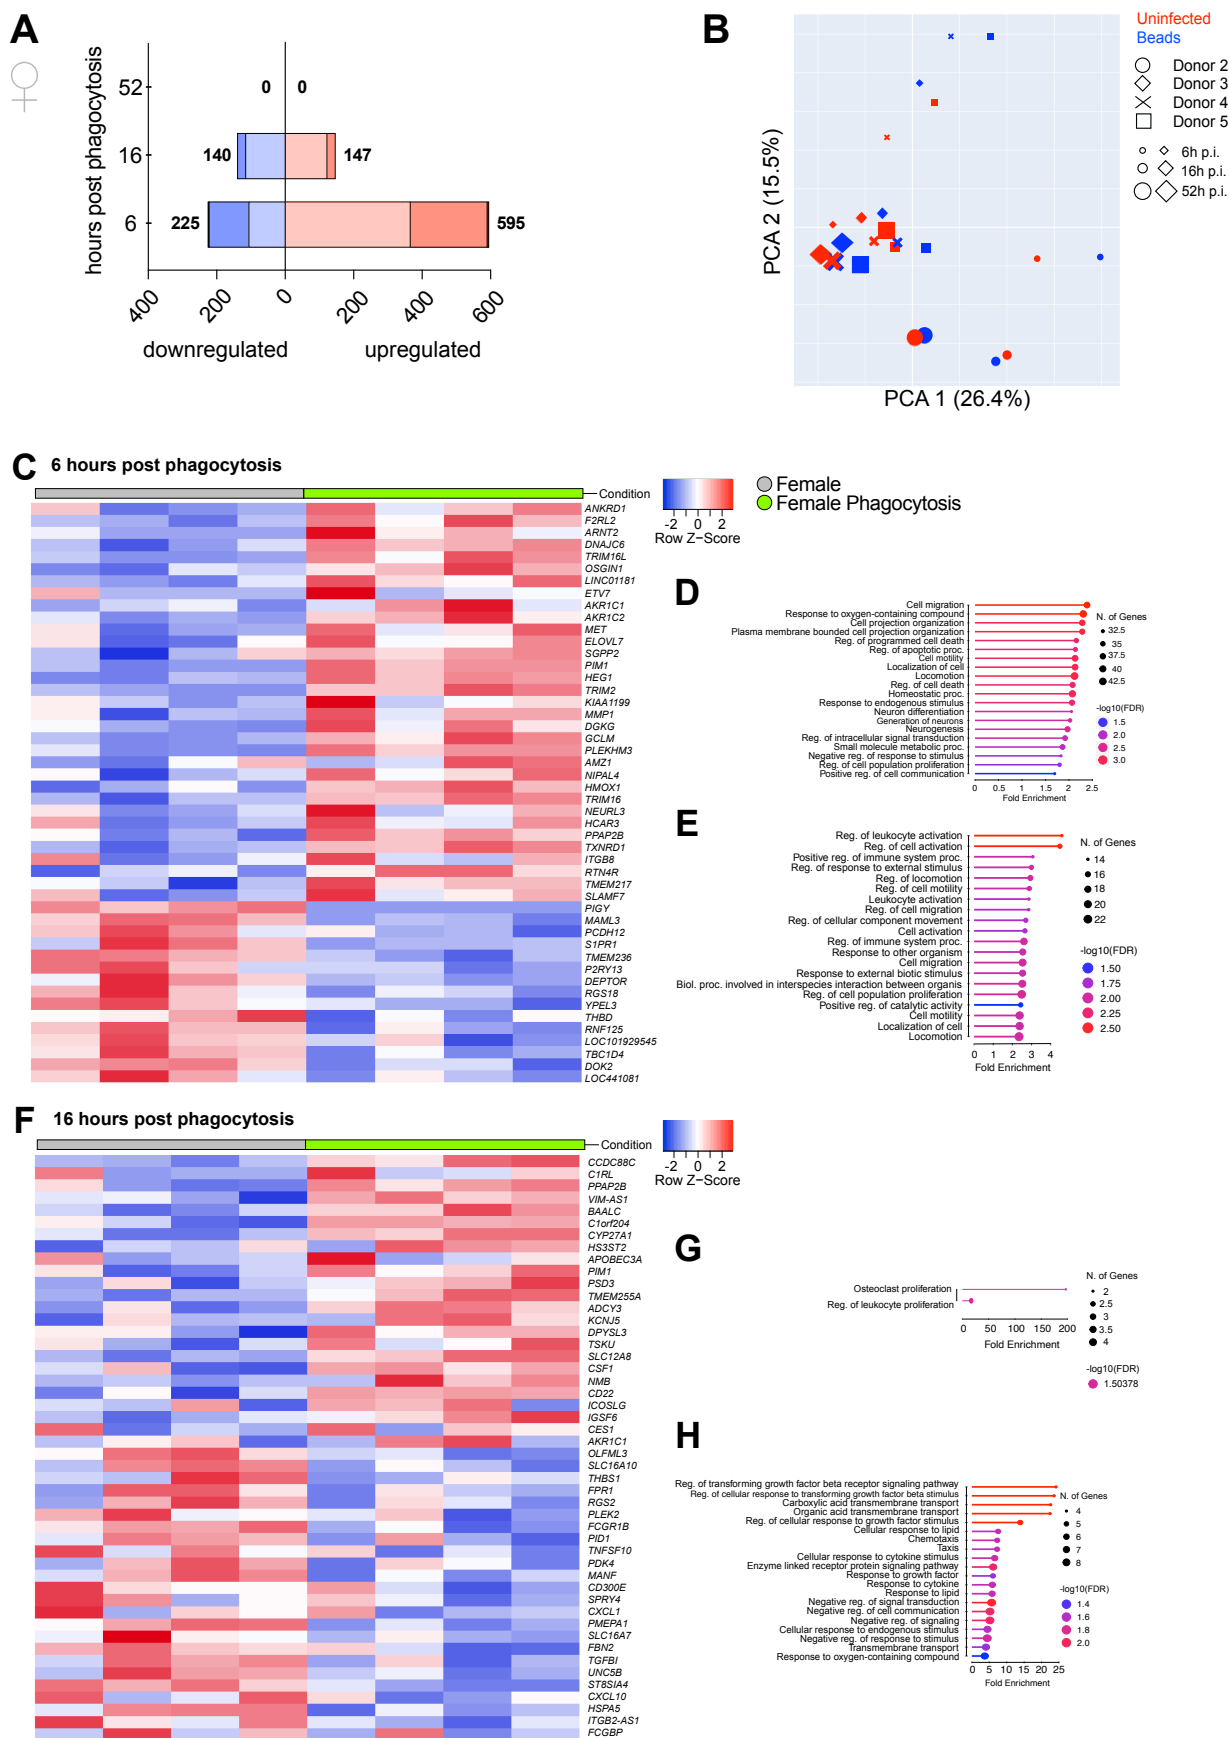 A
hours post phagocytosis
52
16
6
0
0
140
147
225
595
400
200
0
200
400
600
downregulated
upregulated
B
PCA 2 (15.5%)
PCA 1 (26.4%)
Uninfected
Beads
Donor 2
Donor 3
Donor 4
Donor 5
6h p.i.
16h p.i.
52h p.i.
C
6 hours post phagocytosis
Condition
-2 0 2
Row Z-Score
Female
Female Phagocytosis
ANKRD1
F2RL2
ARNT2
DNAJC6
TRIM16L
OSGIN1
LINC01181
ETV7
AKR1C1
AKR1C2
MET
ELOVL7
SGPP2
PIM1
HEG1
TRIM2
KIAA1199
MMP1
DGKG
GCLM
PLEKHM3
AMZ1
NIPAL4
HMOX1
TRIM16
NEURL3
HCAR3
PPAP2B
TXNRD1
ITGB8
RTN4R
TMEM217
SLAMF7
PIGY
MAML3
PCDH12
S1PR1
TMEM236
P2RY13
DEPTOR
RGS18
YPEL3
THBD
RNF125
LOC101929545
TBC1D4
DOK2
LOC441081
D
Cell migration
Response to oxygen-containing compound
Cell projection organization
Plasma membrane bounded cell projection organization
Reg. of programmed cell death
Reg. of apoptotic proc.
Cell motility
Localization of cell
Locomotion
Reg. of cell death
Homeostatic proc.
Response to endogenous stimulus
Neuron differentiation
Generation of neurons
Neurogenesis
Reg. of intracellular signal transduction
Small molecule metabolic proc.
Negative reg. of response to stimulus
Reg. of cell population proliferation
Positive reg. of cell communication
0 0.5 1 1.5 2 2.5
Fold Enrichment
N. of Genes
32.5
35
37.5
40
42.5
-log10(FDR)
1.5
2.0
2.5
3.0
E
Reg. of leukocyte activation
Reg. of cell activation
Positive reg. of immune system proc.
Reg. of response to external stimulus
Reg. of locomotion
Reg. of cell motility
Leukocyte activation
Reg. of cell migration
Reg. of cellular component movement
Cell activation
Reg. of immune system proc.
Response to other organism
Cell migration
Response to external biotic stimulus
Biol. proc. involved in interspecies interaction between organis
Reg. of cell population proliferation
Positive reg. of catalytic activity
Cell motility
Localization of cell
Locomotion
0 1 2 3 4
Fold Enrichment
N. of Genes
14
16
18
20
22
-log10(FDR)
1.50
1.75
2.00
2.25
2.50
F
16 hours post phagocytosis
Condition
-2 0 2
Row Z-Score
CCDC88C
C1RL
PPAP2B
VIM-AS1
BAALC
C1orf204
CYP27A1
HS3ST2
APOBEC3A
PIM1
PSD3
TMEM255A
ADCY3
KCNJ5
DPYSL3
TSKU
SLC12A8
CSF1
NMB
CD22
ICOSLG
IGSF6
CES1
AKR1C1
OLFML3
SLC16A10
THBS1
FPR1
RGS2
PLEK2
FCGR1B
PID1
TNFSF10
PDK4
MANF
CD300E
SPRY4
CXCL1
PMEPA1
SLC16A7
FBN2
TGFBI
UNC5B
ST8SIA4
CXCL10
HSPA5
ITGB2-AS1
FCGBP
G
Osteoclast proliferation
Reg. of leukocyte proliferation
0 50 100 150 200
Fold Enrichment
N. of Genes
2
2.5
3
3.5
4
-log10(FDR)
1.50378
H
Reg. of transforming growth factor beta receptor signaling pathway
Reg. of cellular response to transforming growth factor beta stimulus
Carboxylic acid transmembrane transport
Organic acid transmembrane transport
Reg. of cellular response to growth factor stimulus
Cellular response to lipid
Chemotaxis
Taxis
Cellular response to cytokine stimulus
Enzyme linked receptor protein signaling pathway
Response to growth factor
Response to cytokine
Response to lipid
Negative reg. of signal transduction
Negative reg. of cell communication
Negative reg. of signaling
Cellular response to endogenous stimulus
Negative reg. of response to stimulus
Transmembrane transport
Response to oxygen-containing compound
0 5 10 15 20 25
Fold Enrichment
N. of Genes
4
5
6
7
8
-log10(FDR)
1.4
1.6
1.8
2.0